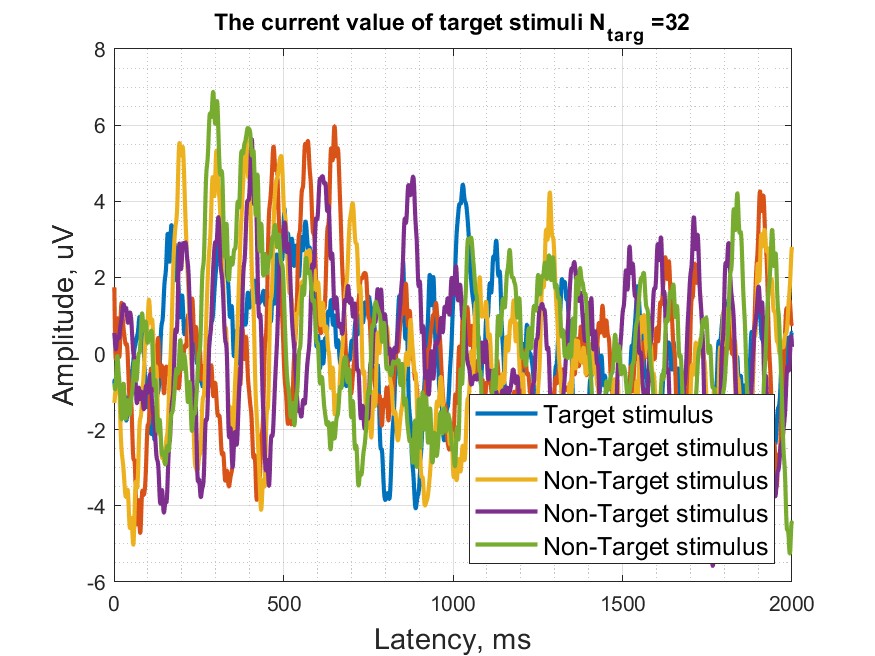 The current value of target stimuli N_targ =32
8
6
4
2
0
-2
-4
-6
Amplitude, uV
Target stimulus
Non-Target stimulus
Non-Target stimulus
Non-Target stimulus
Non-Target stimulus
0 500 1000 1500 2000
Latency, ms